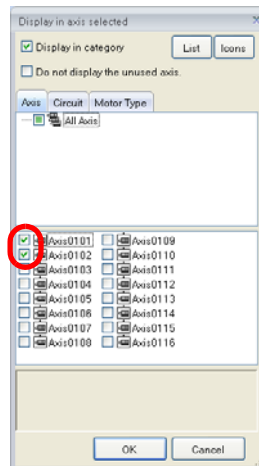 Display in axis selected
Display in category
List
Icons
Do not display the unused axis.
Axis
Circuit
Motor Type
All Axis
Axis0101
Axis0109
Axis0102
Axis0110
Axis0103
Axis0111
Axis0104
Axis0112
Axis0105
Axis0113
Axis0106
Axis0114
Axis0107
Axis0115
Axis0108
Axis0116
OK
Cancel